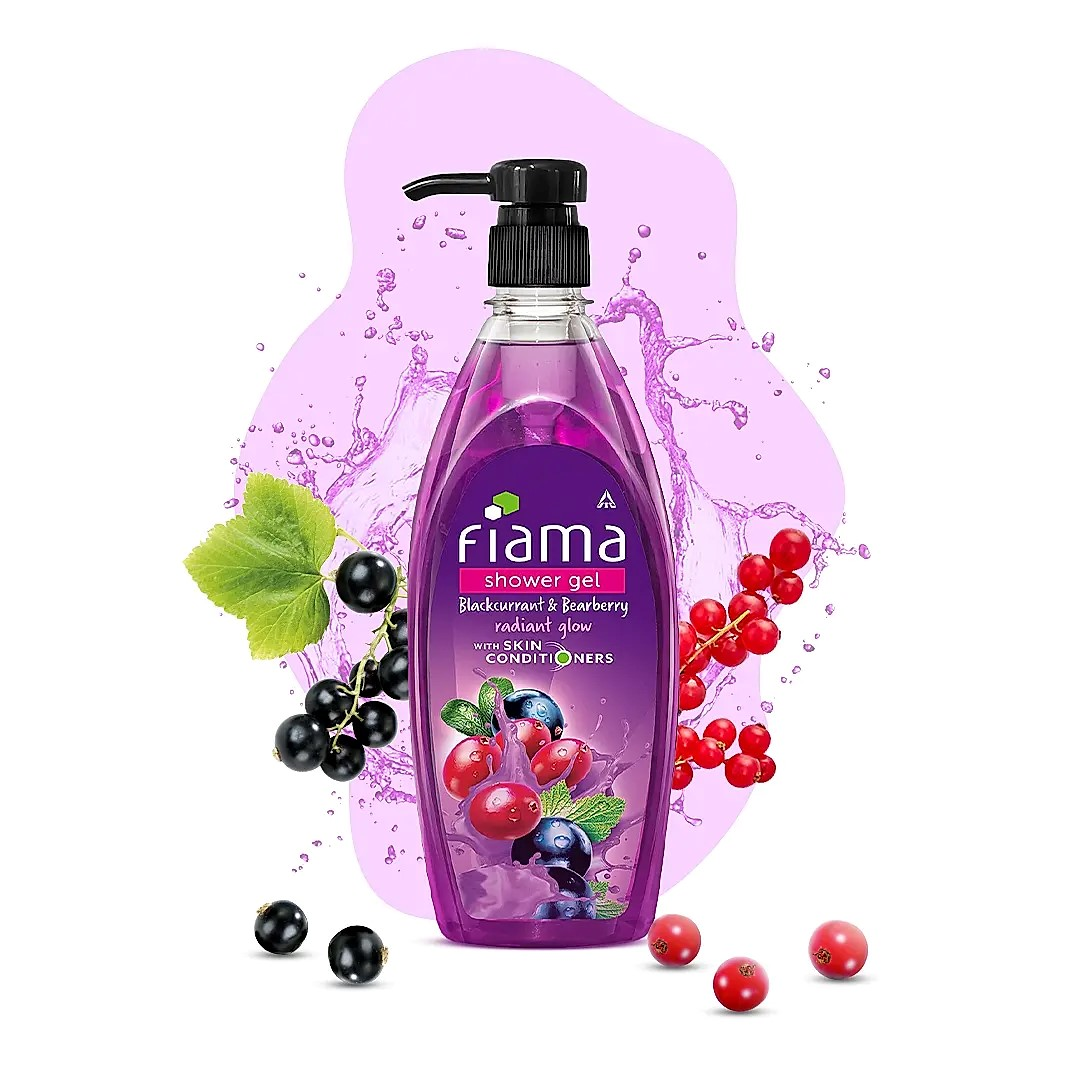 fiama
shower gel
Blackcurrant & Bearberry
radiant glow
WITH SKIN
CONDITIONERS